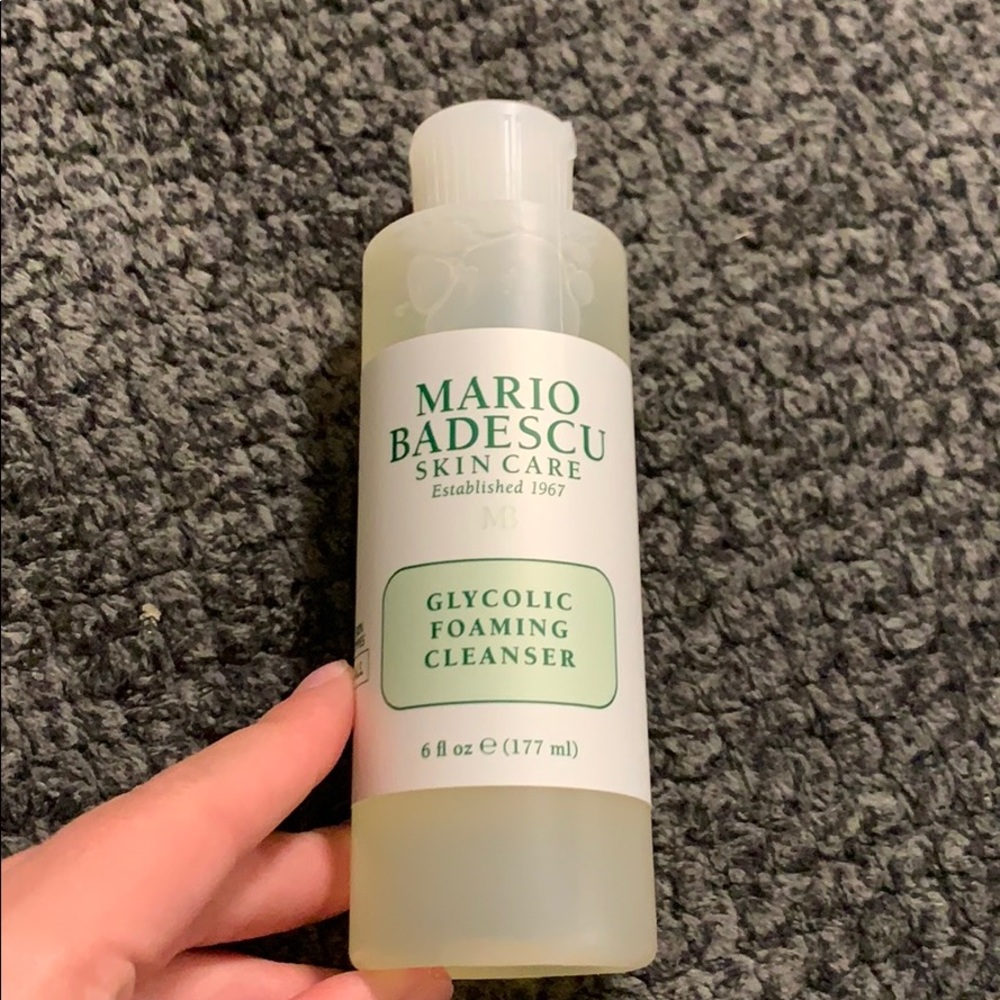 MARIO
BADESCU
SKIN CARE
Established 1967
MB
GLYCOLIC
FOAMING
CLEANSER
6 fl oz ℮ (177 ml)